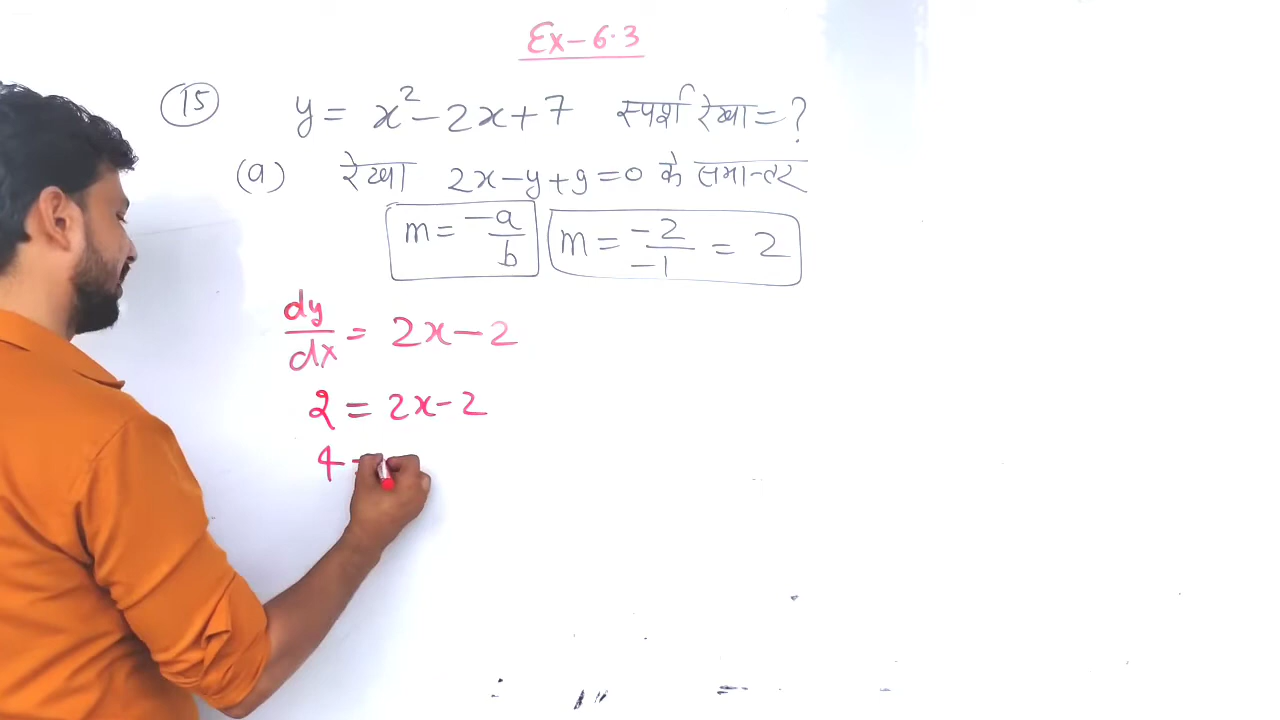 Ex-6.3
15 y = x² - 2x + 7 स्पर्श रेखा = ?
(a) रेखा 2x - y + 9 = 0 के समान्तर
m = -a/b m = -2/-1 = 2
dy/dx = 2x - 2
2 = 2x - 2
4 =